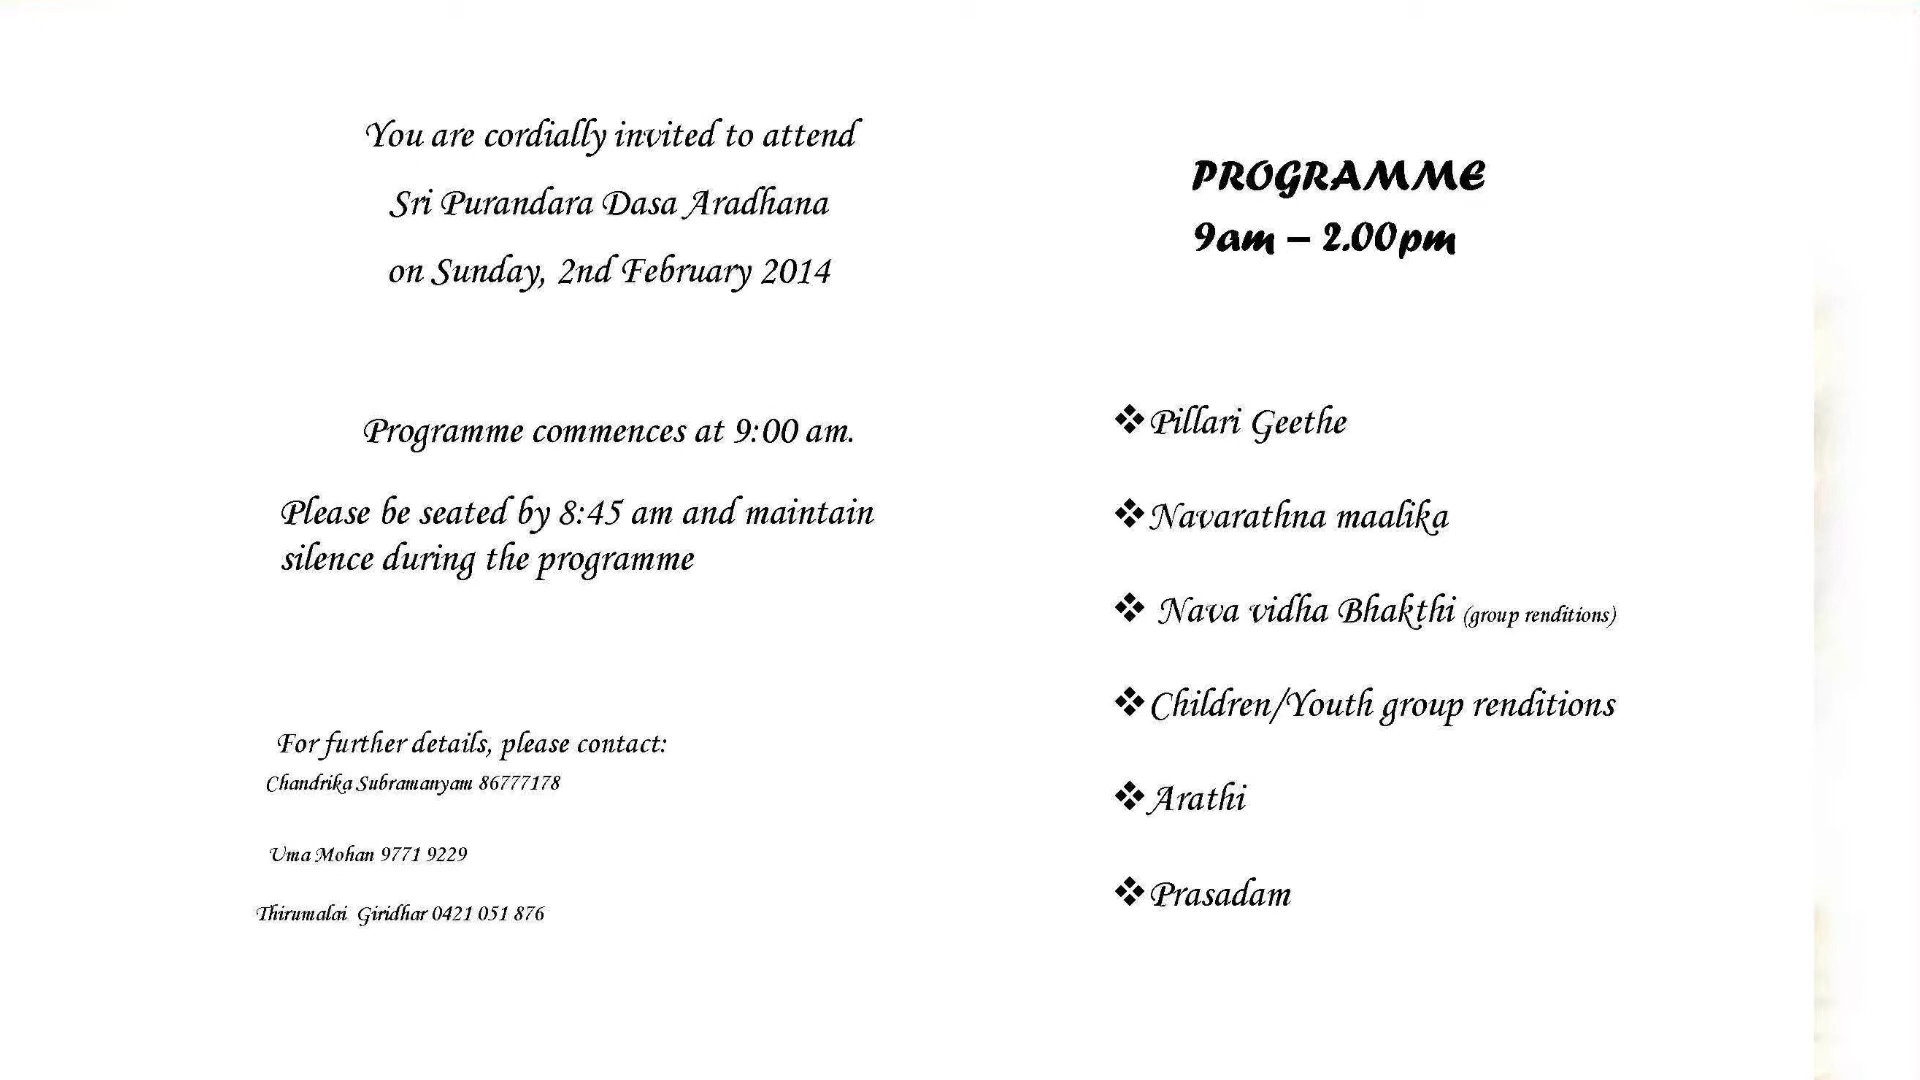 You are cordially invited to attend
Sri Purandara Dasa Aradhana
on Sunday, 2nd February 2014
Programme commences at 9:00 am.
Please be seated by 8:45 am and maintain
silence during the programme
For further details, please contact:
Chandrika Subramanyam 86777178
Uma Mohan 9771 9229
Thirumalai Giridhar 0421 051 876
PROGRAMME
9am – 2.00pm
❖Pillari Geethe
❖Navarathna maalika
❖ Nava vidha Bhakthi (group renditions)
❖Children/Youth group renditions
❖Arathi
❖Prasadam